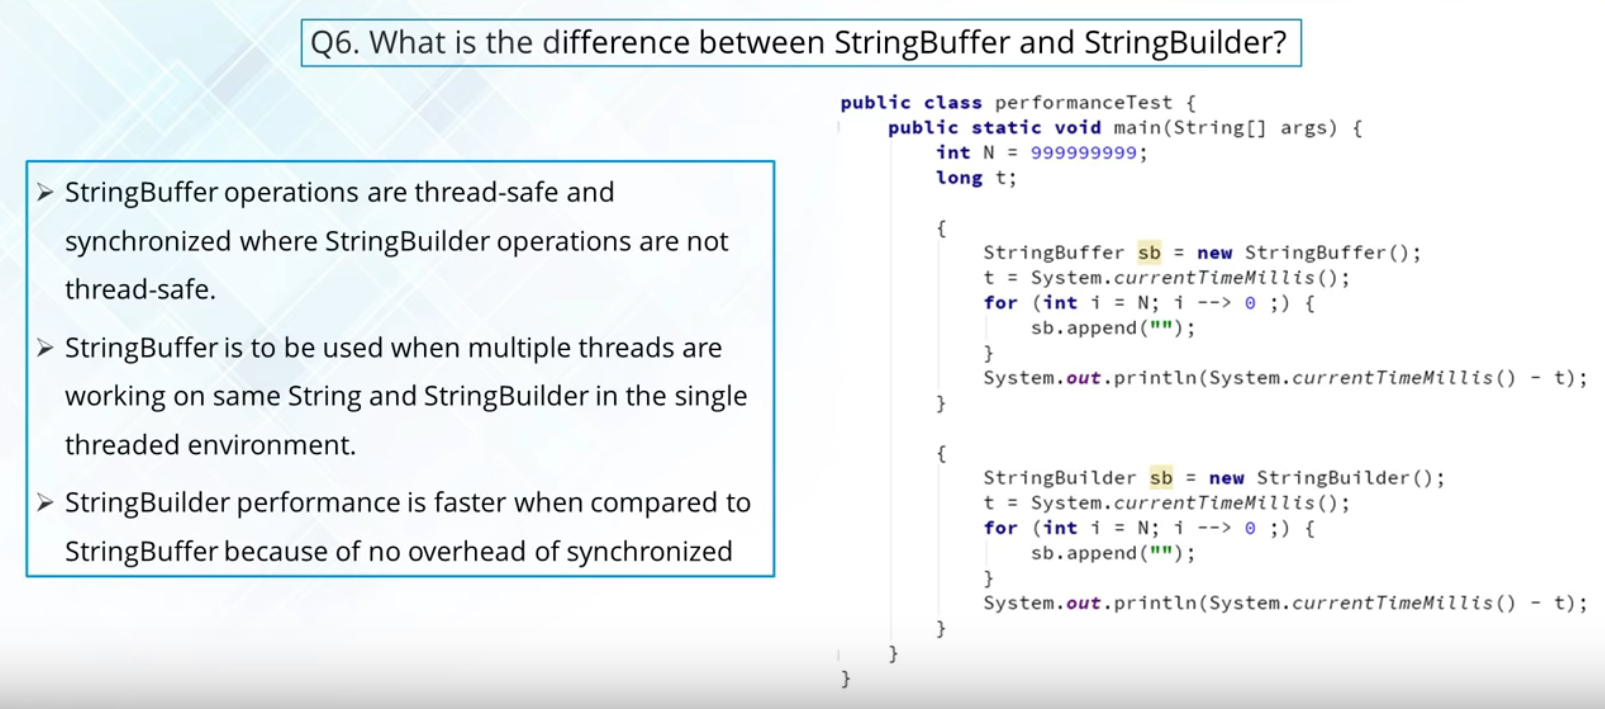 Q6. What is the difference between StringBuffer and StringBuilder?
➢ StringBuffer operations are thread-safe and
synchronized where StringBuilder operations are not
thread-safe.
➢ StringBuffer is to be used when multiple threads are
working on same String and StringBuilder in the single
threaded environment.
➢ StringBuilder performance is faster when compared to
StringBuffer because of no overhead of synchronized
public class performanceTest {
    public static void main(String[] args) {
        int N = 999999999;
        long t;

        {
            StringBuffer sb = new StringBuffer();
            t = System.currentTimeMillis();
            for (int i = N; i --> 0 ;) {
                sb.append("");
            }
            System.out.println(System.currentTimeMillis() - t);
        }

        {
            StringBuilder sb = new StringBuilder();
            t = System.currentTimeMillis();
            for (int i = N; i --> 0 ;) {
                sb.append("");
            }
            System.out.println(System.currentTimeMillis() - t);
        }
    }
}